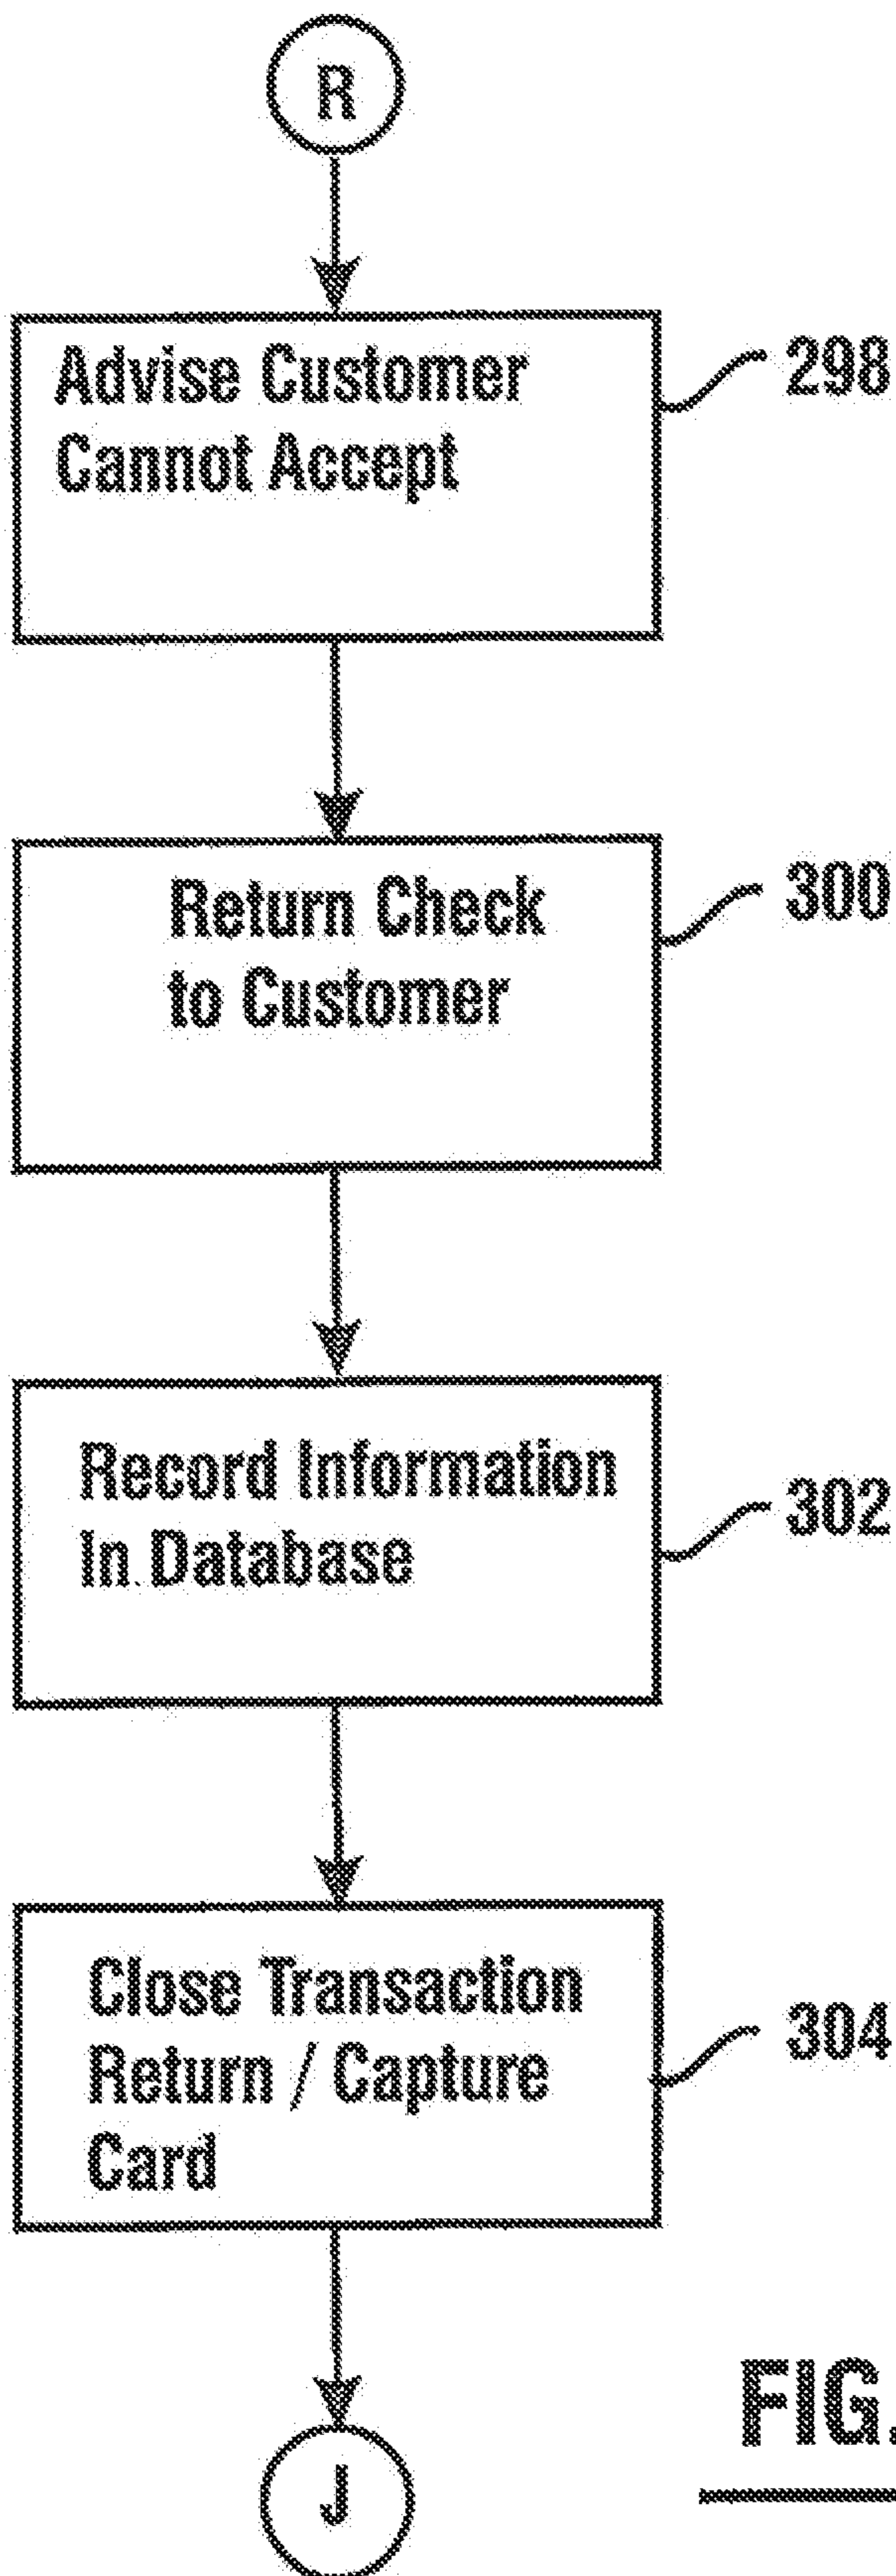 R
Advise Customer
Cannot Accept
298
Return Check
to Customer
300
Record Information
In Database
302
Close Transaction
Return / Capture
Card
304
J
FIG.